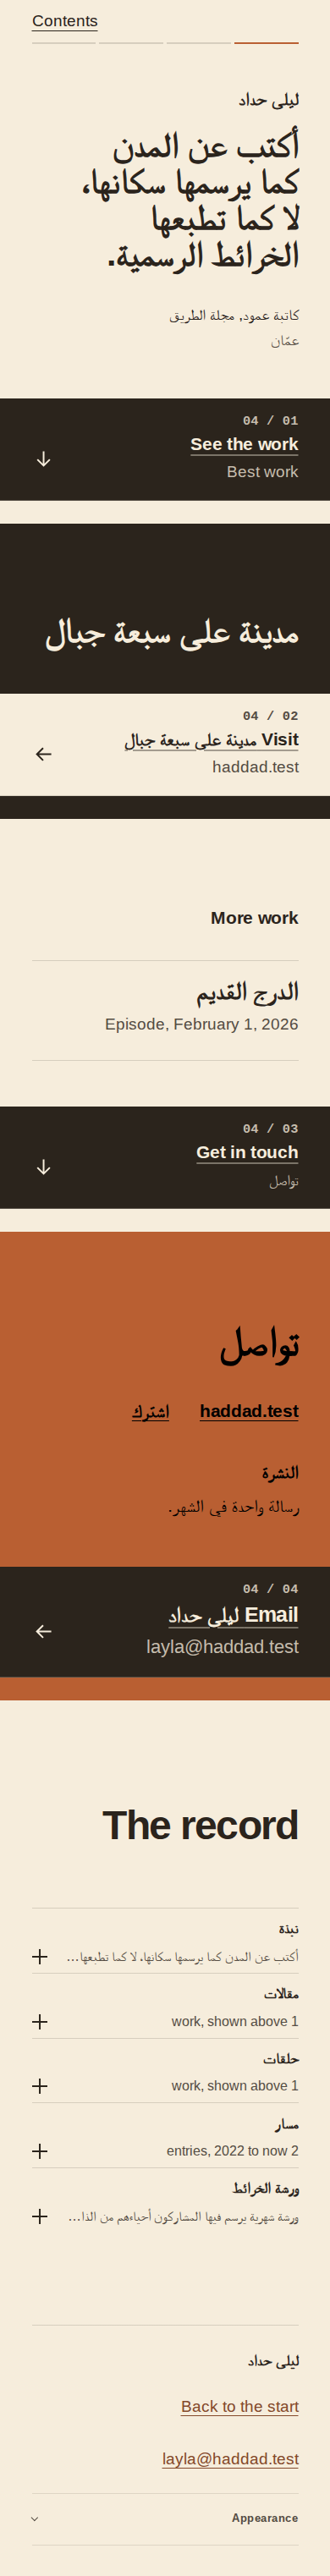 Contents
ليلى حداد
أكتب عن المدن
كما يرسمها سكانها،
لا كما تطبعها
الخرائط الرسمية.
كاتبة عمود, مجلة الطريق
عمّان
04 / 01
See the work
Best work
مدينة على سبعة جبال
04 / 02
Visit مدينة على سبعة جبال
haddad.test
More work
الدرج القديم
Episode, February 1, 2026
04 / 03
Get in touch
تواصل
تواصل
haddad.test
اشترك
النشرة
رسالة واحدة في الشهر.
04 / 04
Email ليلى حداد
layla@haddad.test
The record
نبذة
أكتب عن المدن كما يرسمها سكانها، لا كما تطبعها…
مقالات
work, shown above 1
حلقات
work, shown above 1
مسار
entries, 2022 to now 2
ورشة الخرائط
ورشة شهرية يرسم فيها المشاركون أحياءهم من الذا…
ليلى حداد
Back to the start
layla@haddad.test
Appearance